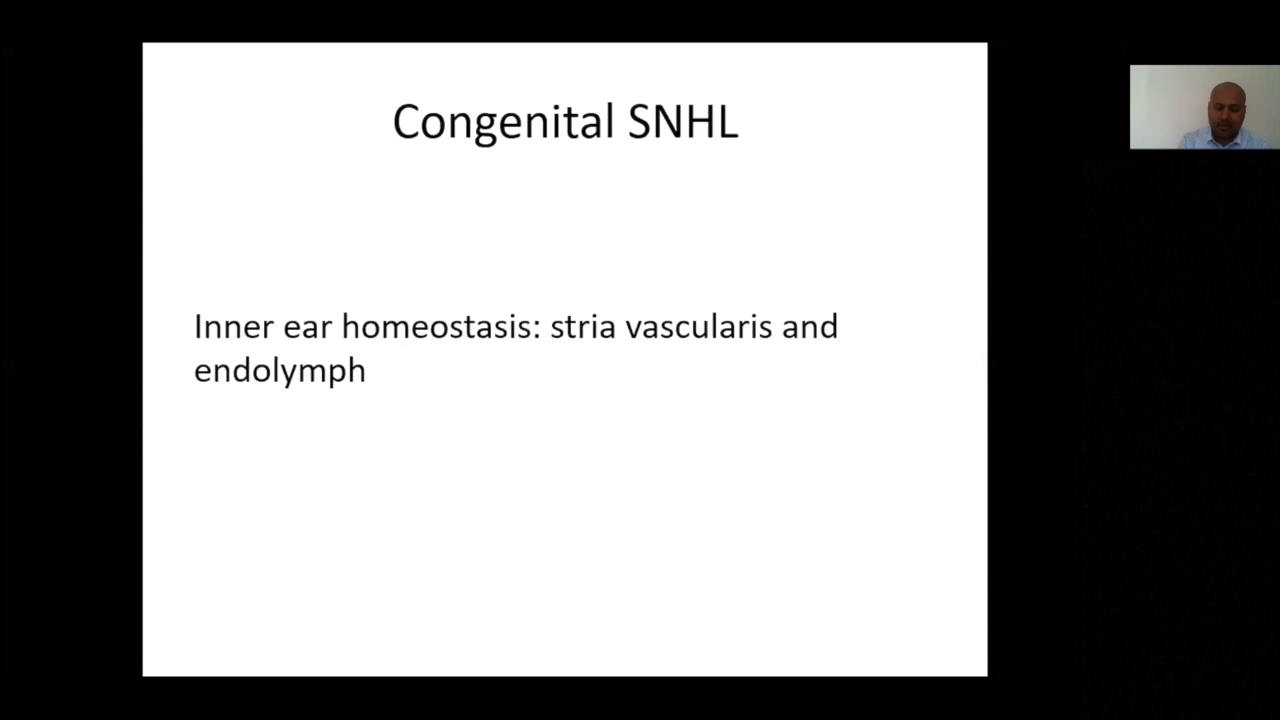 Congenital SNHL
Inner ear homeostasis: stria vascularis and
endolymph